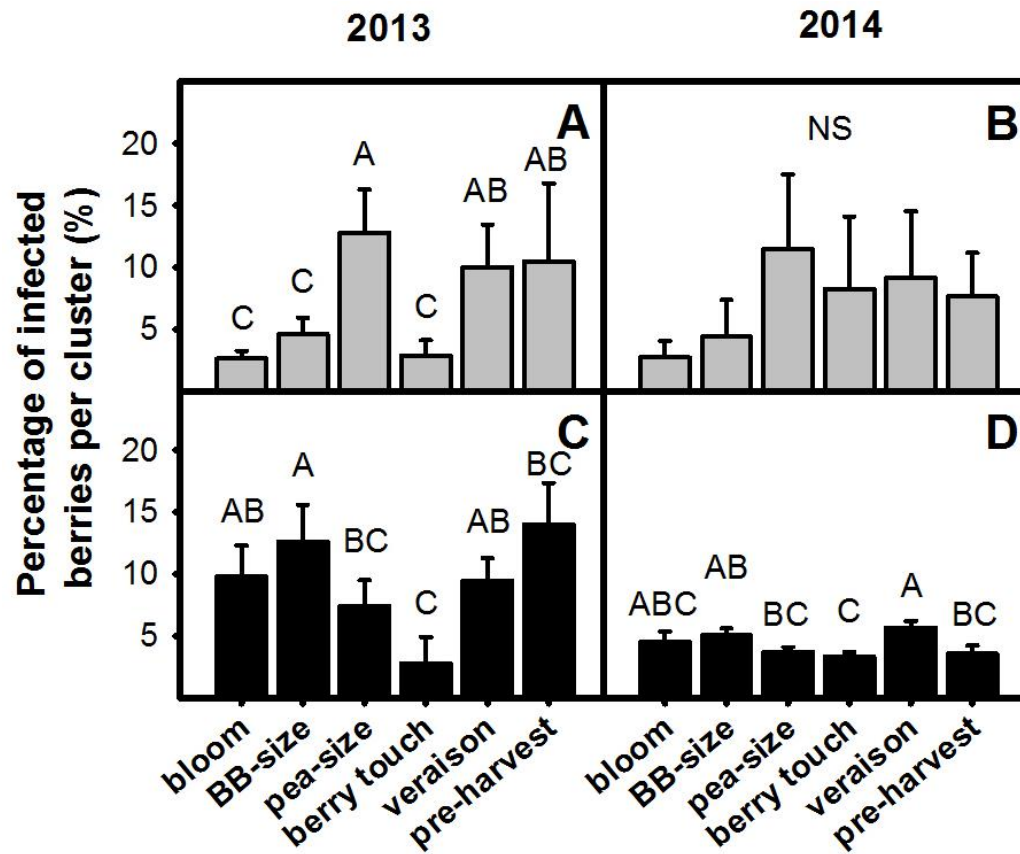 2013 2014
Percentage of infected
berries per cluster (%)
A B
20
15
10
5
C C A C AB AB
NS
C D
20
15
10
5
AB A BC C AB BC
ABC AB BC C A BC
bloom BB-size pea-size berry touch veraison pre-harvest
bloom BB-size pea-size berry touch veraison pre-harvest